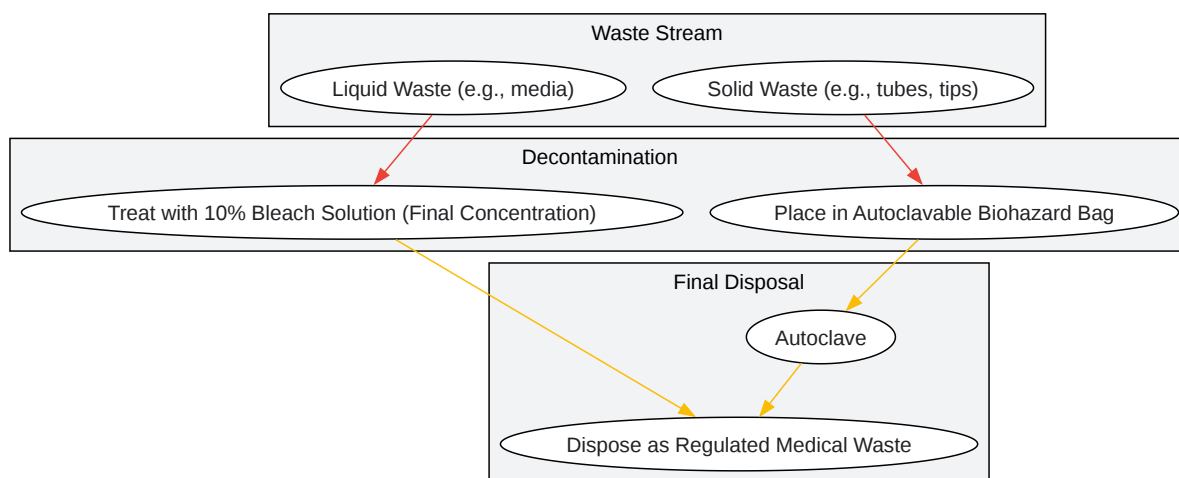 Waste Stream
Liquid Waste (e.g., media)
Solid Waste (e.g., tubes, tips)
Decontamination
Treat with 10% Bleach Solution (Final Concentration)
Place in Autoclavable Biohazard Bag
Final Disposal
Autoclave
Dispose as Regulated Medical Waste